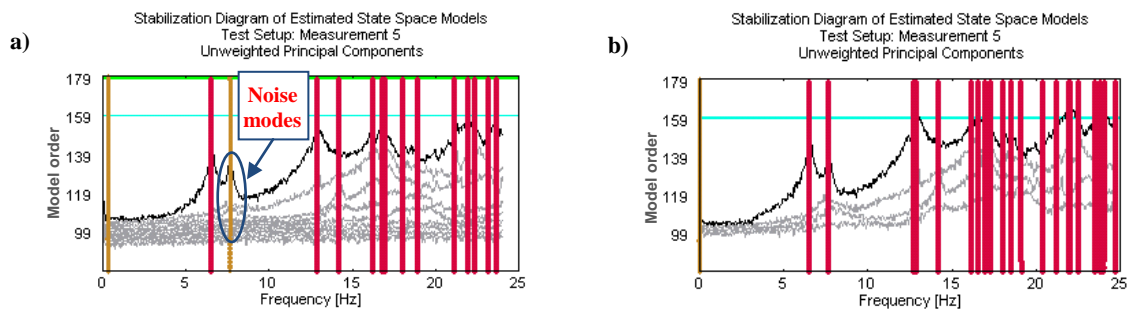 a)
Stabilization Diagram of Estimated State Space Models
Test Setup: Measurement 5
Unweighted Principal Components
Model order
179
159
139
119
99
Noise
modes
0
5
10
15
20
25
Frequency [Hz]
b)
Stabilization Diagram of Estimated State Space Models
Test Setup: Measurement 5
Unweighted Principal Components
Model order
179
159
139
119
99
0
5
10
15
20
25
Frequency [Hz]